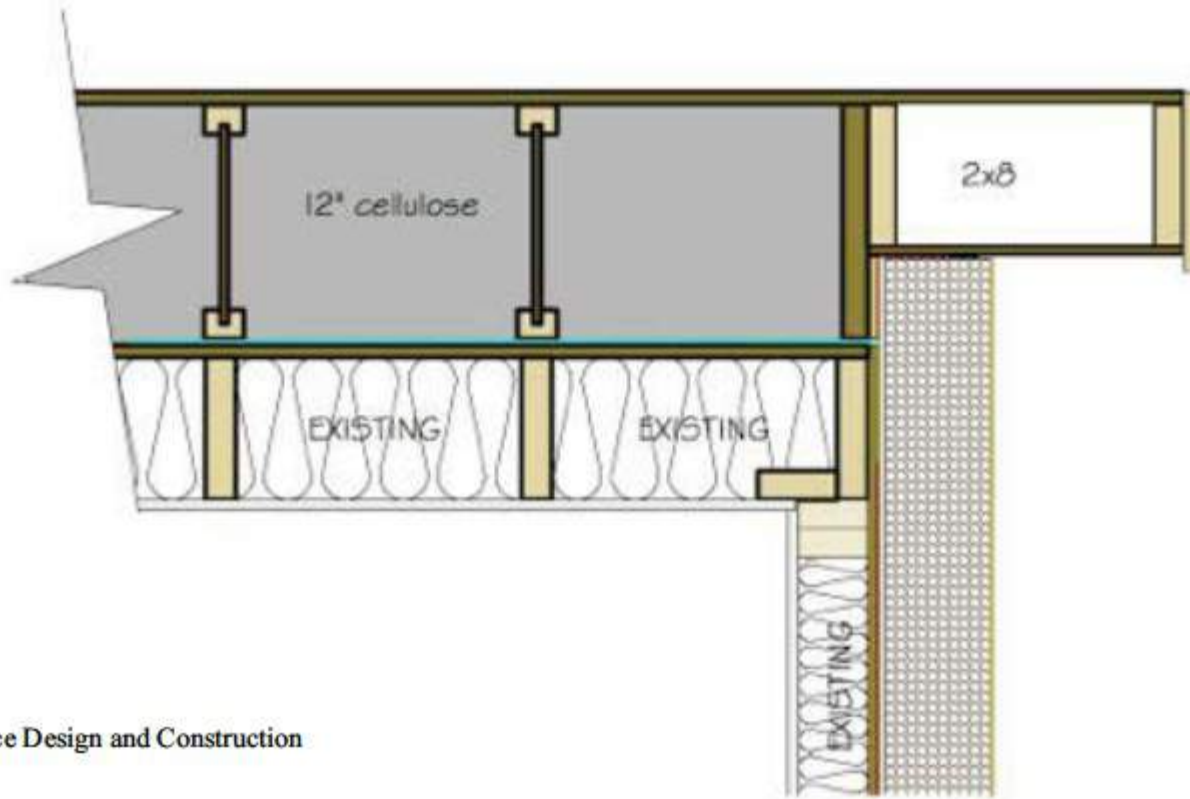 12" cellulose
2x8
EXISTING
EXISTING
EXISTING
ce Design and Construction